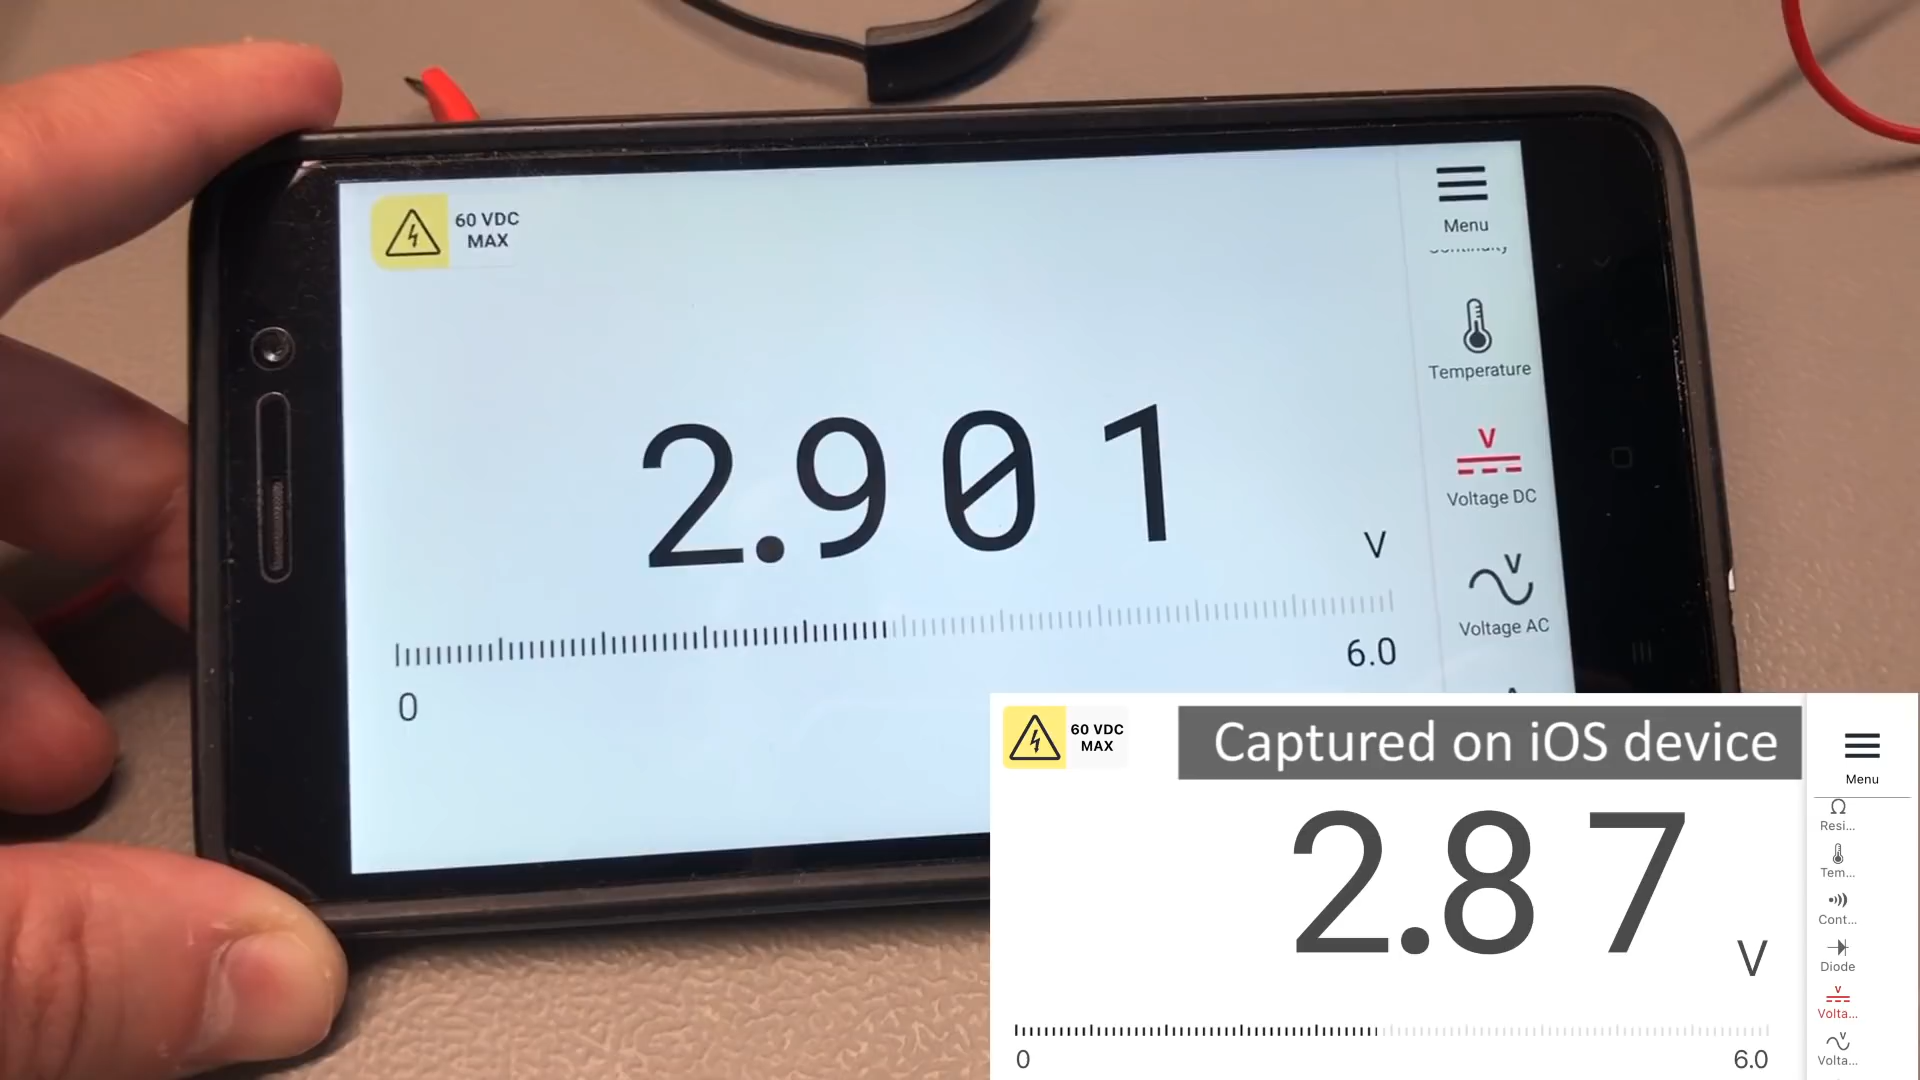 60 VDC
MAX
Menu
Continuity
Temperature
2.901
V
V
Voltage DC
V
Voltage AC
0
6.0
60 VDC
MAX
Captured on iOS device
Menu
Ω
Resi...
Tem...
Cont...
Diode
2.87
V
V
Volta...
V
Volta...
0
6.0